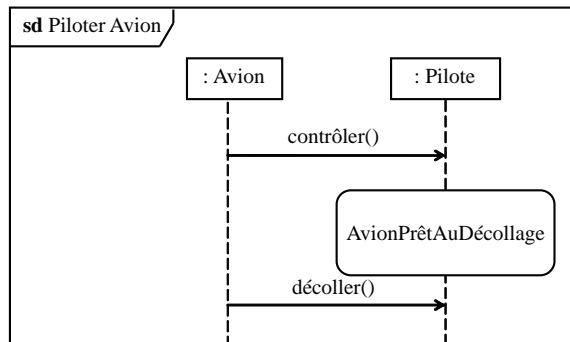 sd Piloter Avion
: Avion
: Pilote
contrôler()
AvionPrêtAuDécollage
décoller()